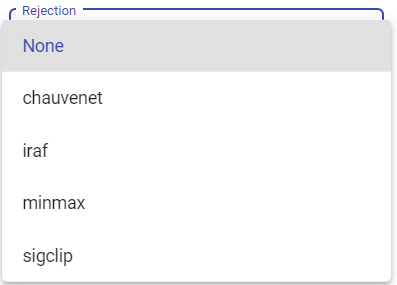 Rejection
None
chauvenet
iraf
minmax
sigclip